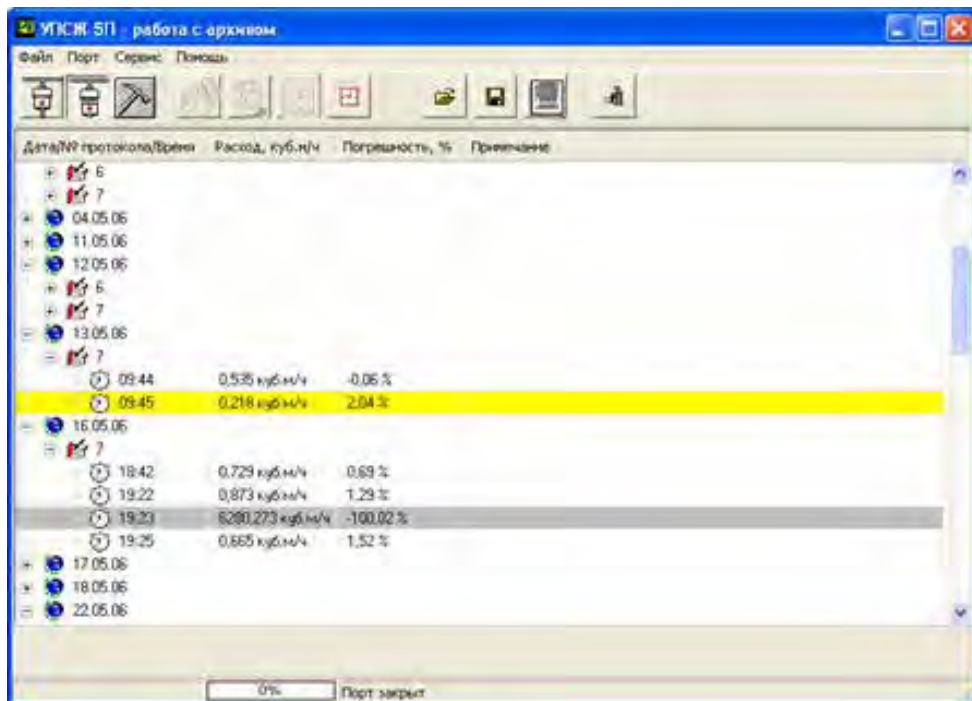 УПСЖ 5П - работа с архивом
Файл Порт Сервис Помощь
Дата/№ протокола/Время Расход, куб.м/ч Погрешность, % Примечание
6
7
04.05.06
11.05.06
12.05.06
6
7
13.05.06
7
09:44 0,535 куб.м/ч -0,06 %
09:45 0,218 куб.м/ч 2,04 %
16.05.06
7
18:42 0,729 куб.м/ч 0,69 %
19:22 0,873 куб.м/ч 1,29 %
19:23 6280,273 куб.м/ч -100,02 %
19:25 0,665 куб.м/ч 1,52 %
17.05.06
18.05.06
22.05.06
0% Порт закрыт